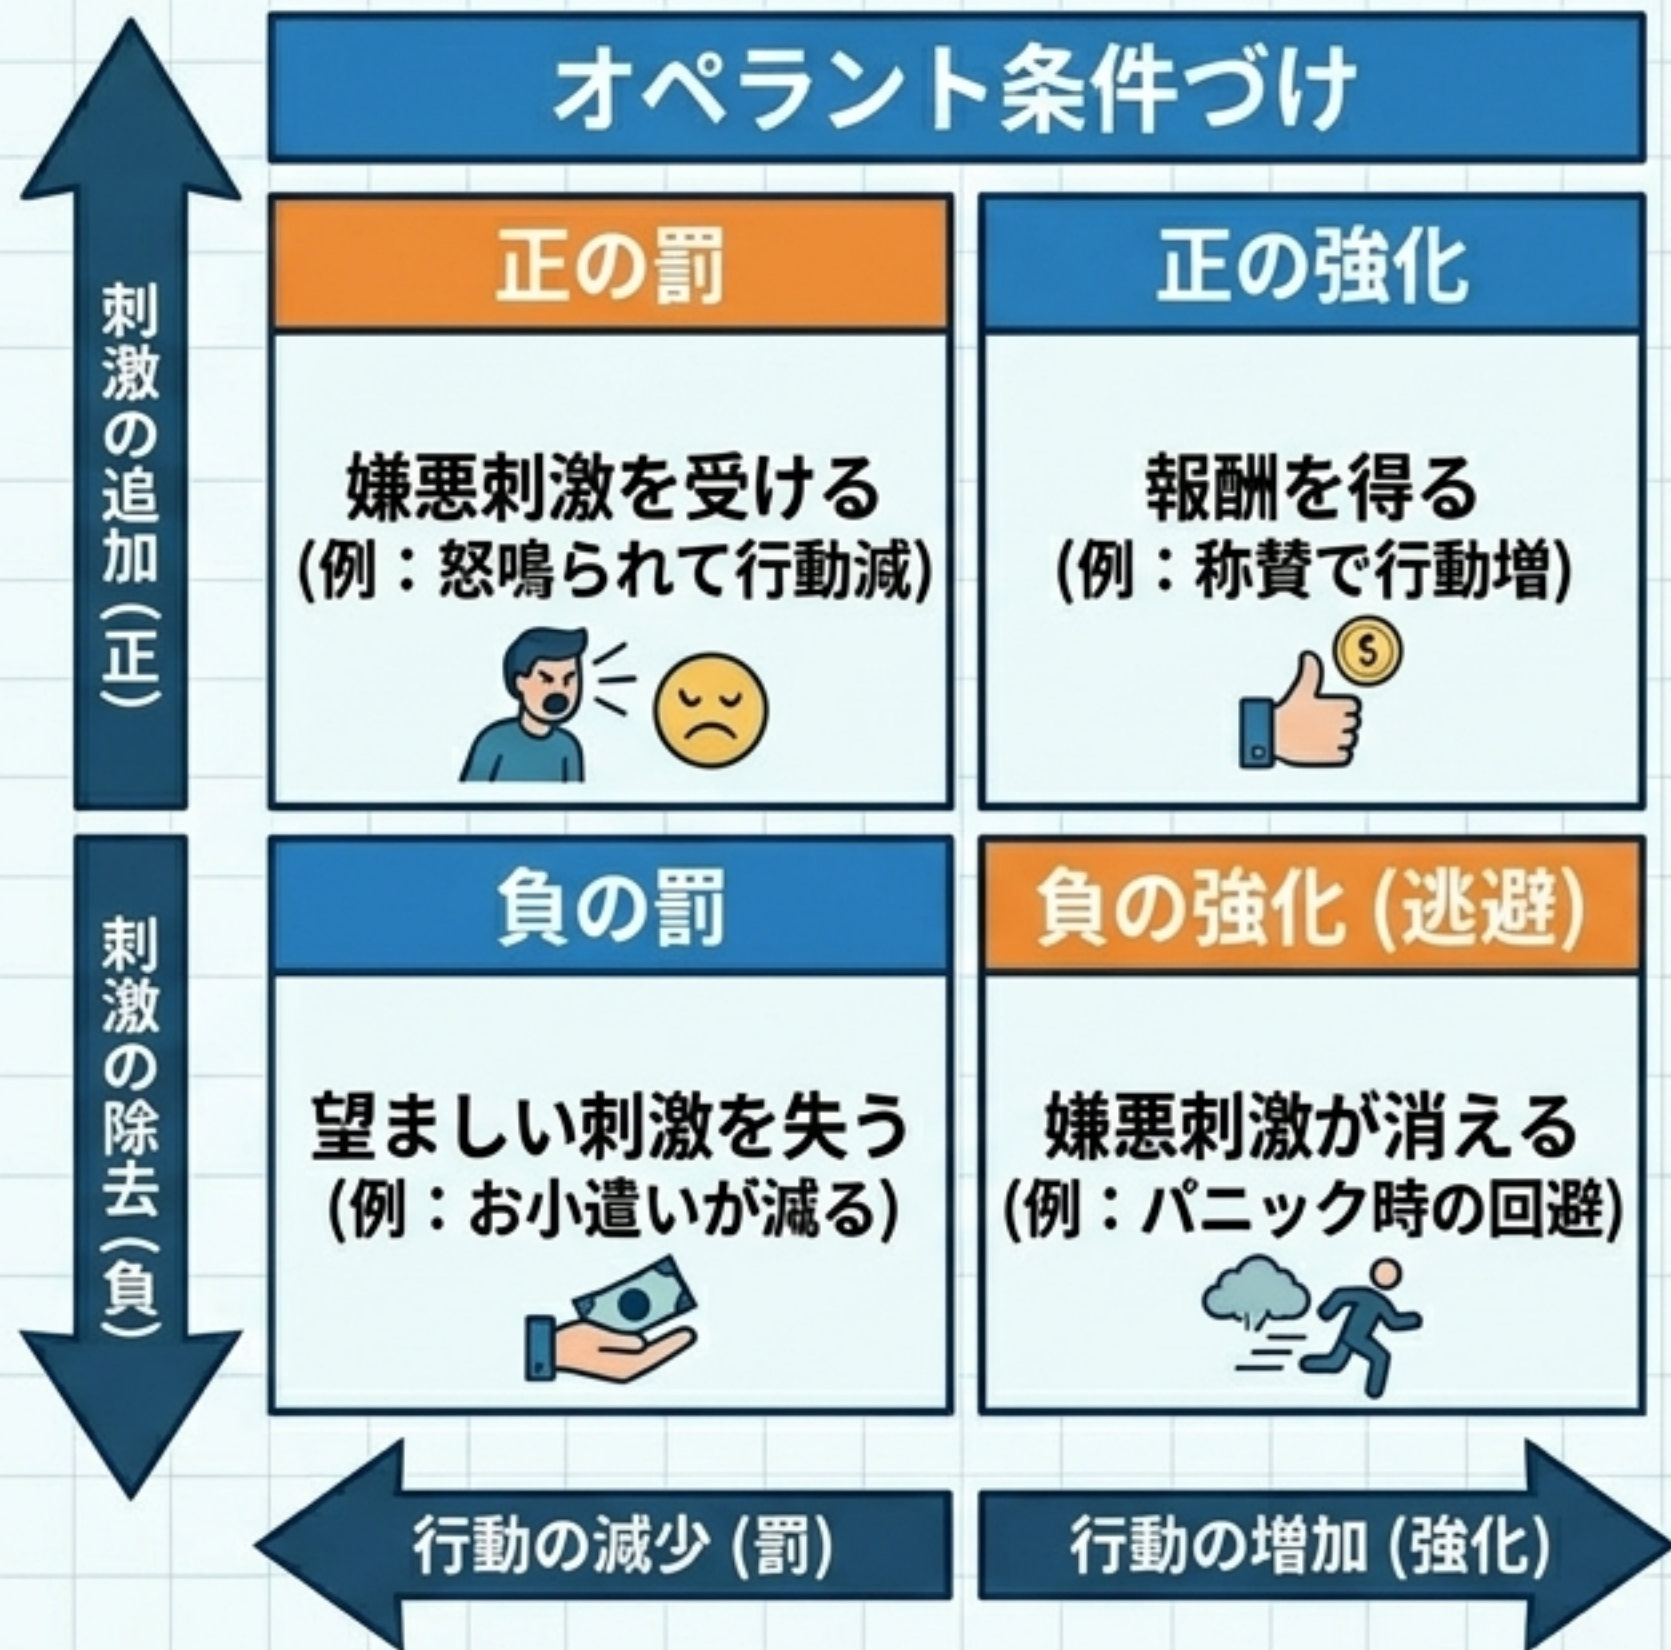 オペラント条件づけ
刺激の追加(正)
正の罰
嫌悪刺激を受ける
(例：怒鳴られて行動減)
正の強化
報酬を得る
(例：称賛で行動増)
$
刺激の除去(負)
負の罰
望ましい刺激を失う
(例：お小遣いが減る)
負の強化 (逃避)
嫌悪刺激が消える
(例：パニック時の回避)
行動の減少 (罰)
行動の増加 (強化)